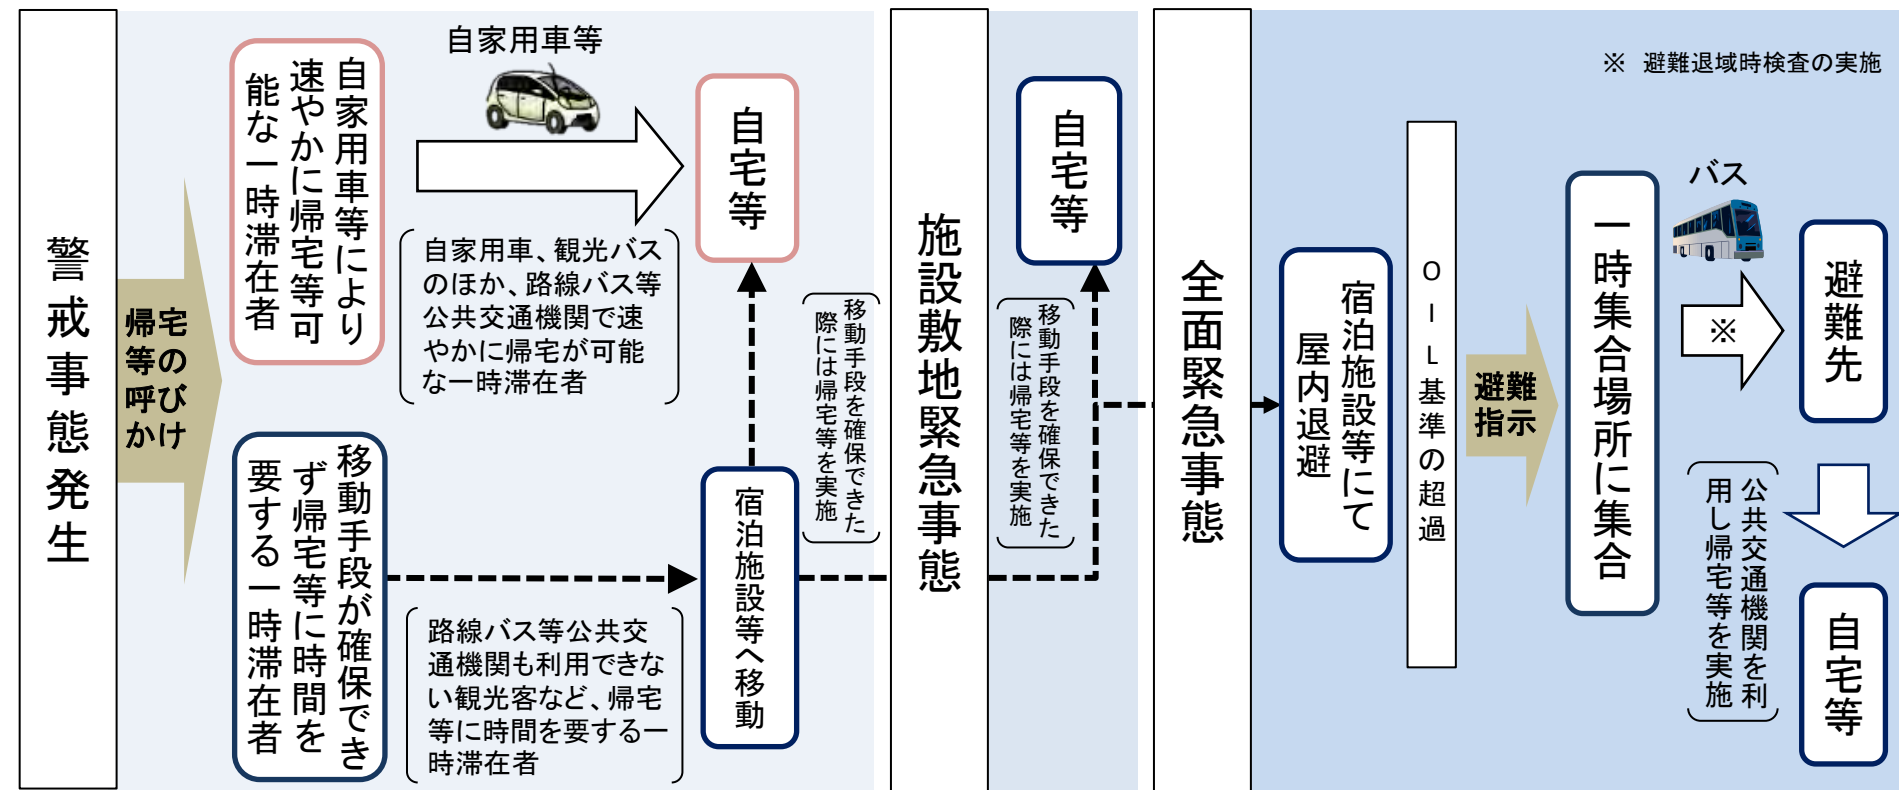 警戒事態発生
帰宅
等の
呼び
かけ
自家用車等により
速やかに帰宅等可
能な一時滞在者
自家用車等
自家用車、観光バス
のほか、路線バス等
公共交通機関で速
やかに帰宅が可能
な一時滞在者
自宅等
移動手段が確保でき
ず帰宅等に時間を
要する一時滞在者
路線バス等公共交
通機関も利用できな
い観光客など、帰宅
等に時間を要する一
時滞在者
宿泊施設等へ移動
移動手段を確保できた
際には帰宅等を実施
施設敷地緊急事態
自宅等
移動手段を確保できた
際には帰宅等を実施
全面緊急事態
※ 避難退域時検査の実施
宿泊施設等にて
屋内退避
OIL基準の超過
避難
指示
一時集合場所に集合
バス
※
避難先
公共交通機関を利
用し帰宅等を実施
自宅等